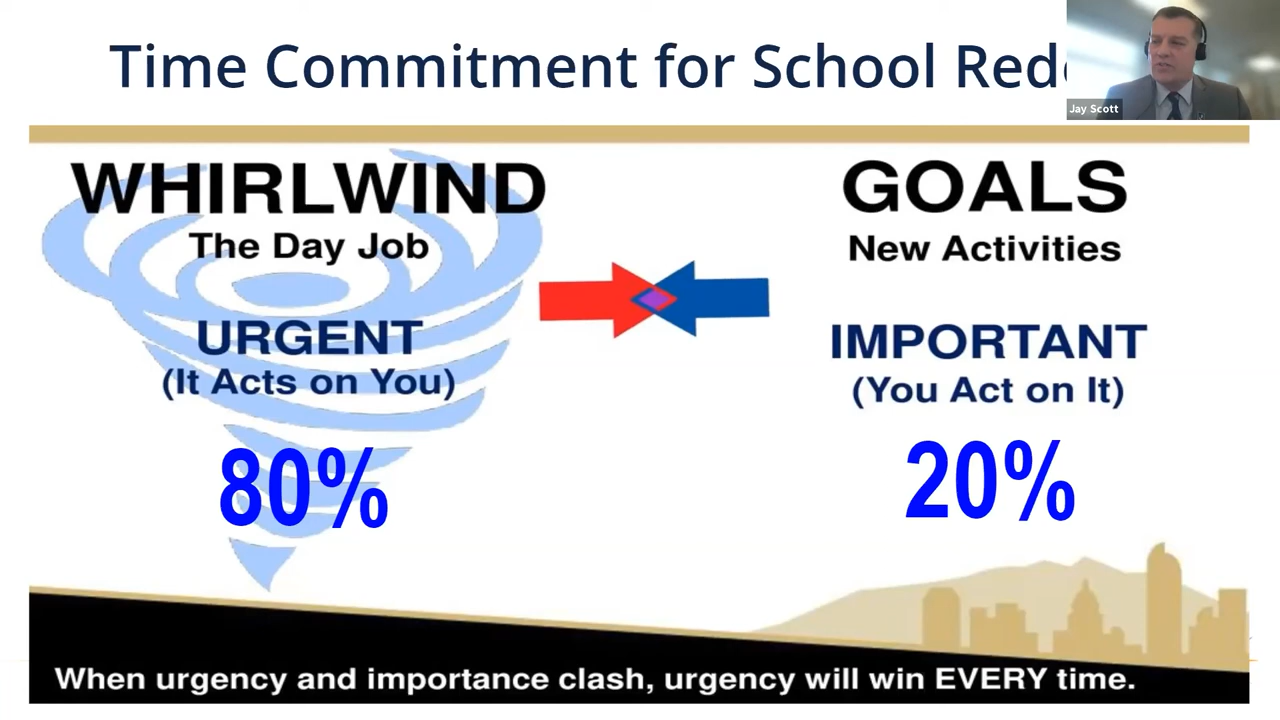 Time Commitment for School
Jay Scott
WHIRLWIND
The Day Job
URGENT
(It Acts on You)
80%
GOALS
New Activities
IMPORTANT
(You Act on It)
20%
When urgency and importance clash, urgency will win EVERY time.